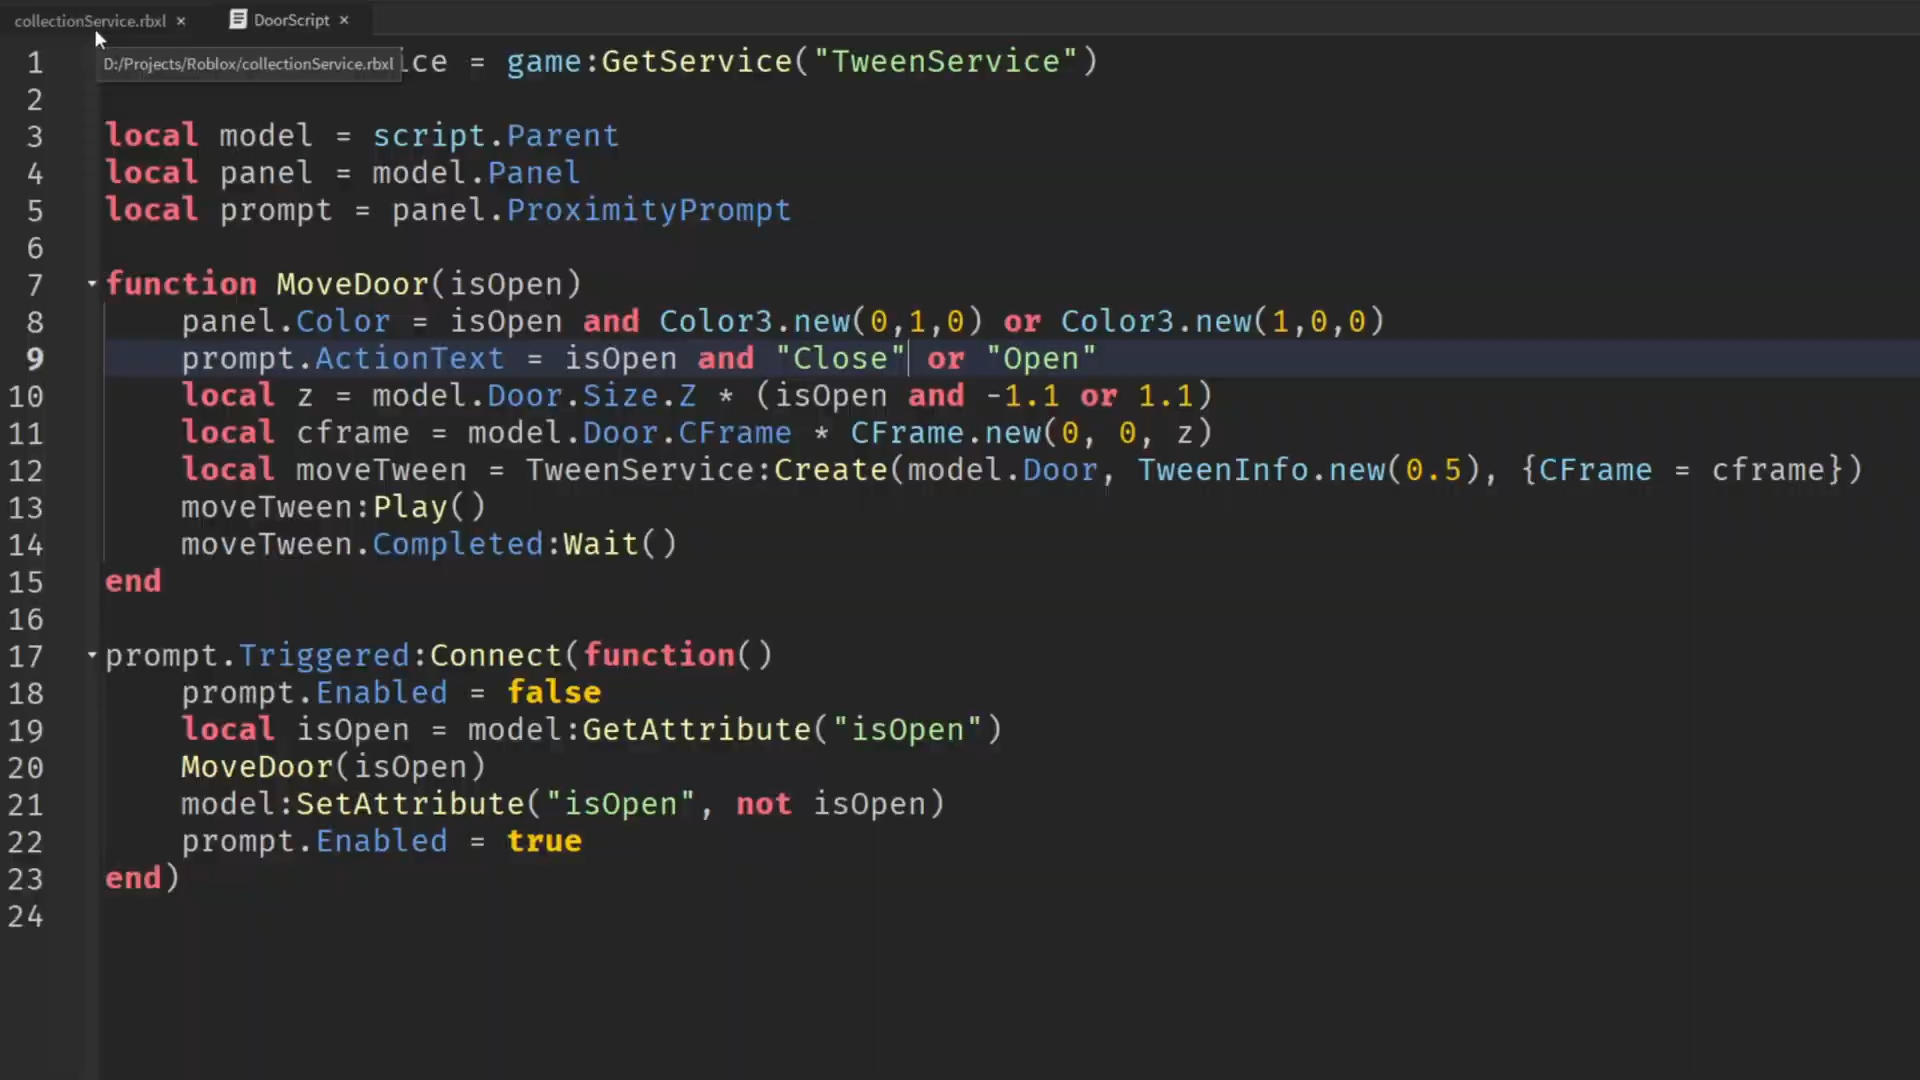 collectionService.rbxl × DoorScript ×
D:/Projects/Roblox/collectionService.rbxl
1 ice = game:GetService("TweenService")
2
3 local model = script.Parent
4 local panel = model.Panel
5 local prompt = panel.ProximityPrompt
6
7 function MoveDoor(isOpen)
8 panel.Color = isOpen and Color3.new(0,1,0) or Color3.new(1,0,0)
9 prompt.ActionText = isOpen and "Close" or "Open"
10 local z = model.Door.Size.Z * (isOpen and -1.1 or 1.1)
11 local cframe = model.Door.CFrame * CFrame.new(0, 0, z)
12 local moveTween = TweenService:Create(model.Door, TweenInfo.new(0.5), {CFrame = cframe})
13 moveTween:Play()
14 moveTween.Completed:Wait()
15 end
16
17 prompt.Triggered:Connect(function()
18 prompt.Enabled = false
19 local isOpen = model:GetAttribute("isOpen")
20 MoveDoor(isOpen)
21 model:SetAttribute("isOpen", not isOpen)
22 prompt.Enabled = true
23 end)
24